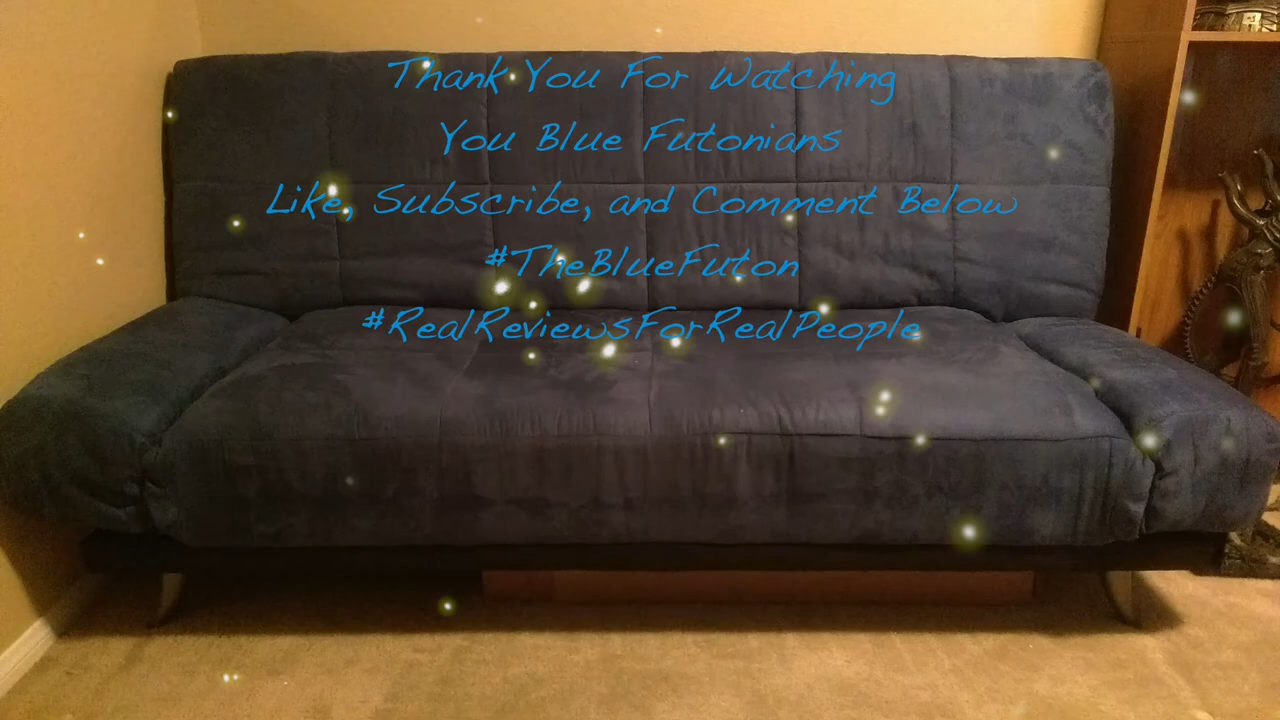 Thank You For Watching
You Blue Futonians
Like, Subscribe, and Comment Below
#TheBlueFuton
#RealReviewsForRealPeople